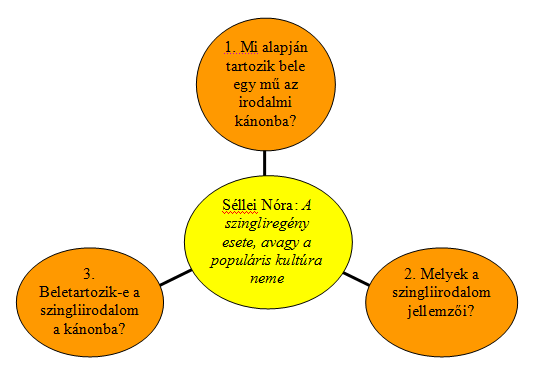 1. Mi alapján
tartozik bele
egy mű az
irodalmi
kánonba?
Séllei Nóra: A
szingliregény
esete, avagy a
populáris kultúra
neme
3.
Beletartozik-e a
szingliirodalom
a kánonba?
2. Melyek a
szingliirodalom
jellemzői?